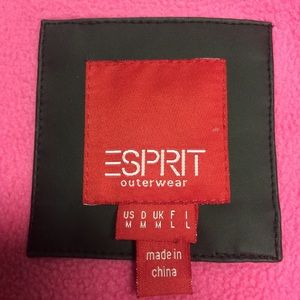 ESPRIT
outerwear
US D UK F I
M M M L L
made in
china